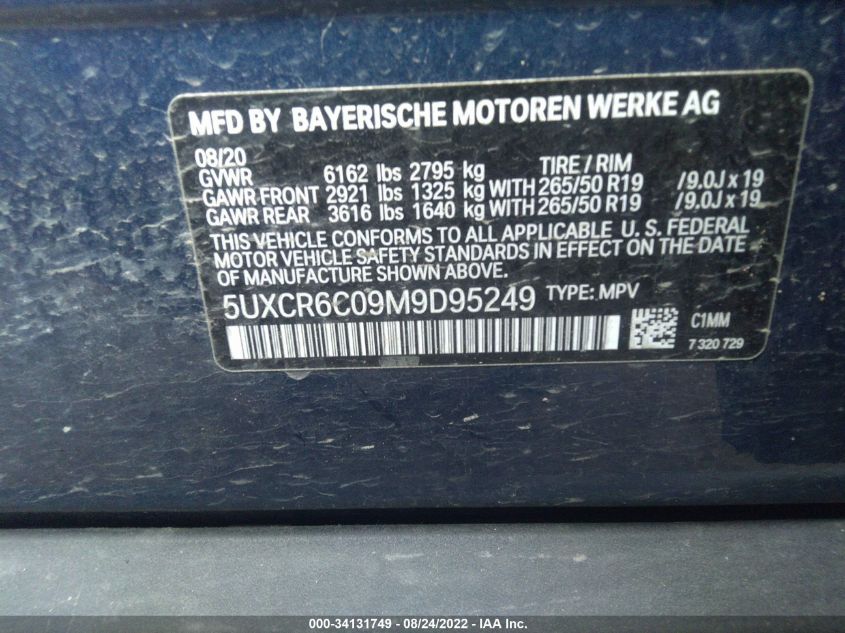 MFD BY BAYERISCHE MOTOREN WERKE AG
08/20 TIRE / RIM
GVWR 6162 lbs 2795 kg
GAWR FRONT 2921 lbs 1325 kg WITH 265/50 R19 /9.0J x 19
GAWR REAR 3616 lbs 1640 kg WITH 265/50 R19 /9.0J x 19
THIS VEHICLE CONFORMS TO ALL APPLICABLE U. S. FEDERAL
MOTOR VEHICLE SAFETY STANDARDS IN EFFECT ON THE DATE
OF MANUFACTURE SHOWN ABOVE.
5UXCR6C09M9D95249 TYPE: MPV
C1MM
7 320 729
000-34131749 - 08/24/2022 - IAA Inc.